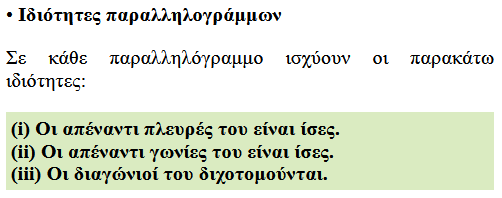 • Ιδιότητες παραλληλογράμμων
Σε κάθε παραλληλόγραμμο ισχύουν οι παρακάτω
ιδιότητες:
(i) Οι απέναντι πλευρές του είναι ίσες.
(ii) Οι απέναντι γωνίες του είναι ίσες.
(iii) Οι διαγώνιοί του διχοτομούνται.